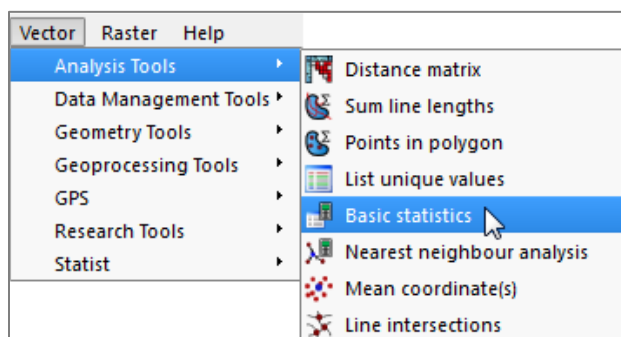 Vector Raster Help
Analysis Tools
Data Management Tools
Geometry Tools
Geoprocessing Tools
GPS
Research Tools
Statist
Distance matrix
Sum line lengths
Points in polygon
List unique values
Basic statistics
Nearest neighbour analysis
Mean coordinate(s)
Line intersections